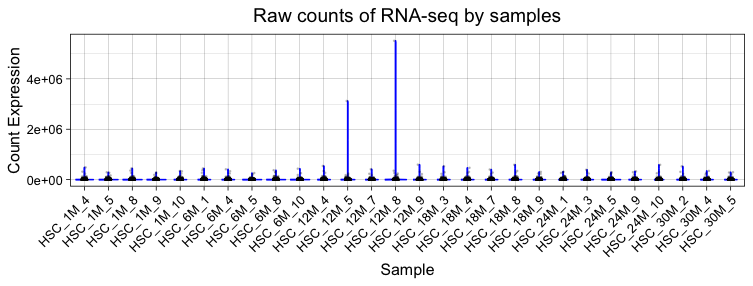 Raw counts of RNA-seq by samples
Count Expression
4e+06
2e+06
0e+00
HSC_1M_4
HSC_1M_5
HSC_1M_8
HSC_1M_9
HSC_1M_10
HSC_6M_1
HSC_6M_4
HSC_6M_5
HSC_6M_8
HSC_6M_10
HSC_12M_4
HSC_12M_5
HSC_12M_7
HSC_12M_8
HSC_12M_9
HSC_18M_3
HSC_18M_4
HSC_18M_7
HSC_18M_8
HSC_18M_9
HSC_24M_1
HSC_24M_3
HSC_24M_5
HSC_24M_9
HSC_24M_10
HSC_30M_2
HSC_30M_4
HSC_30M_5
Sample